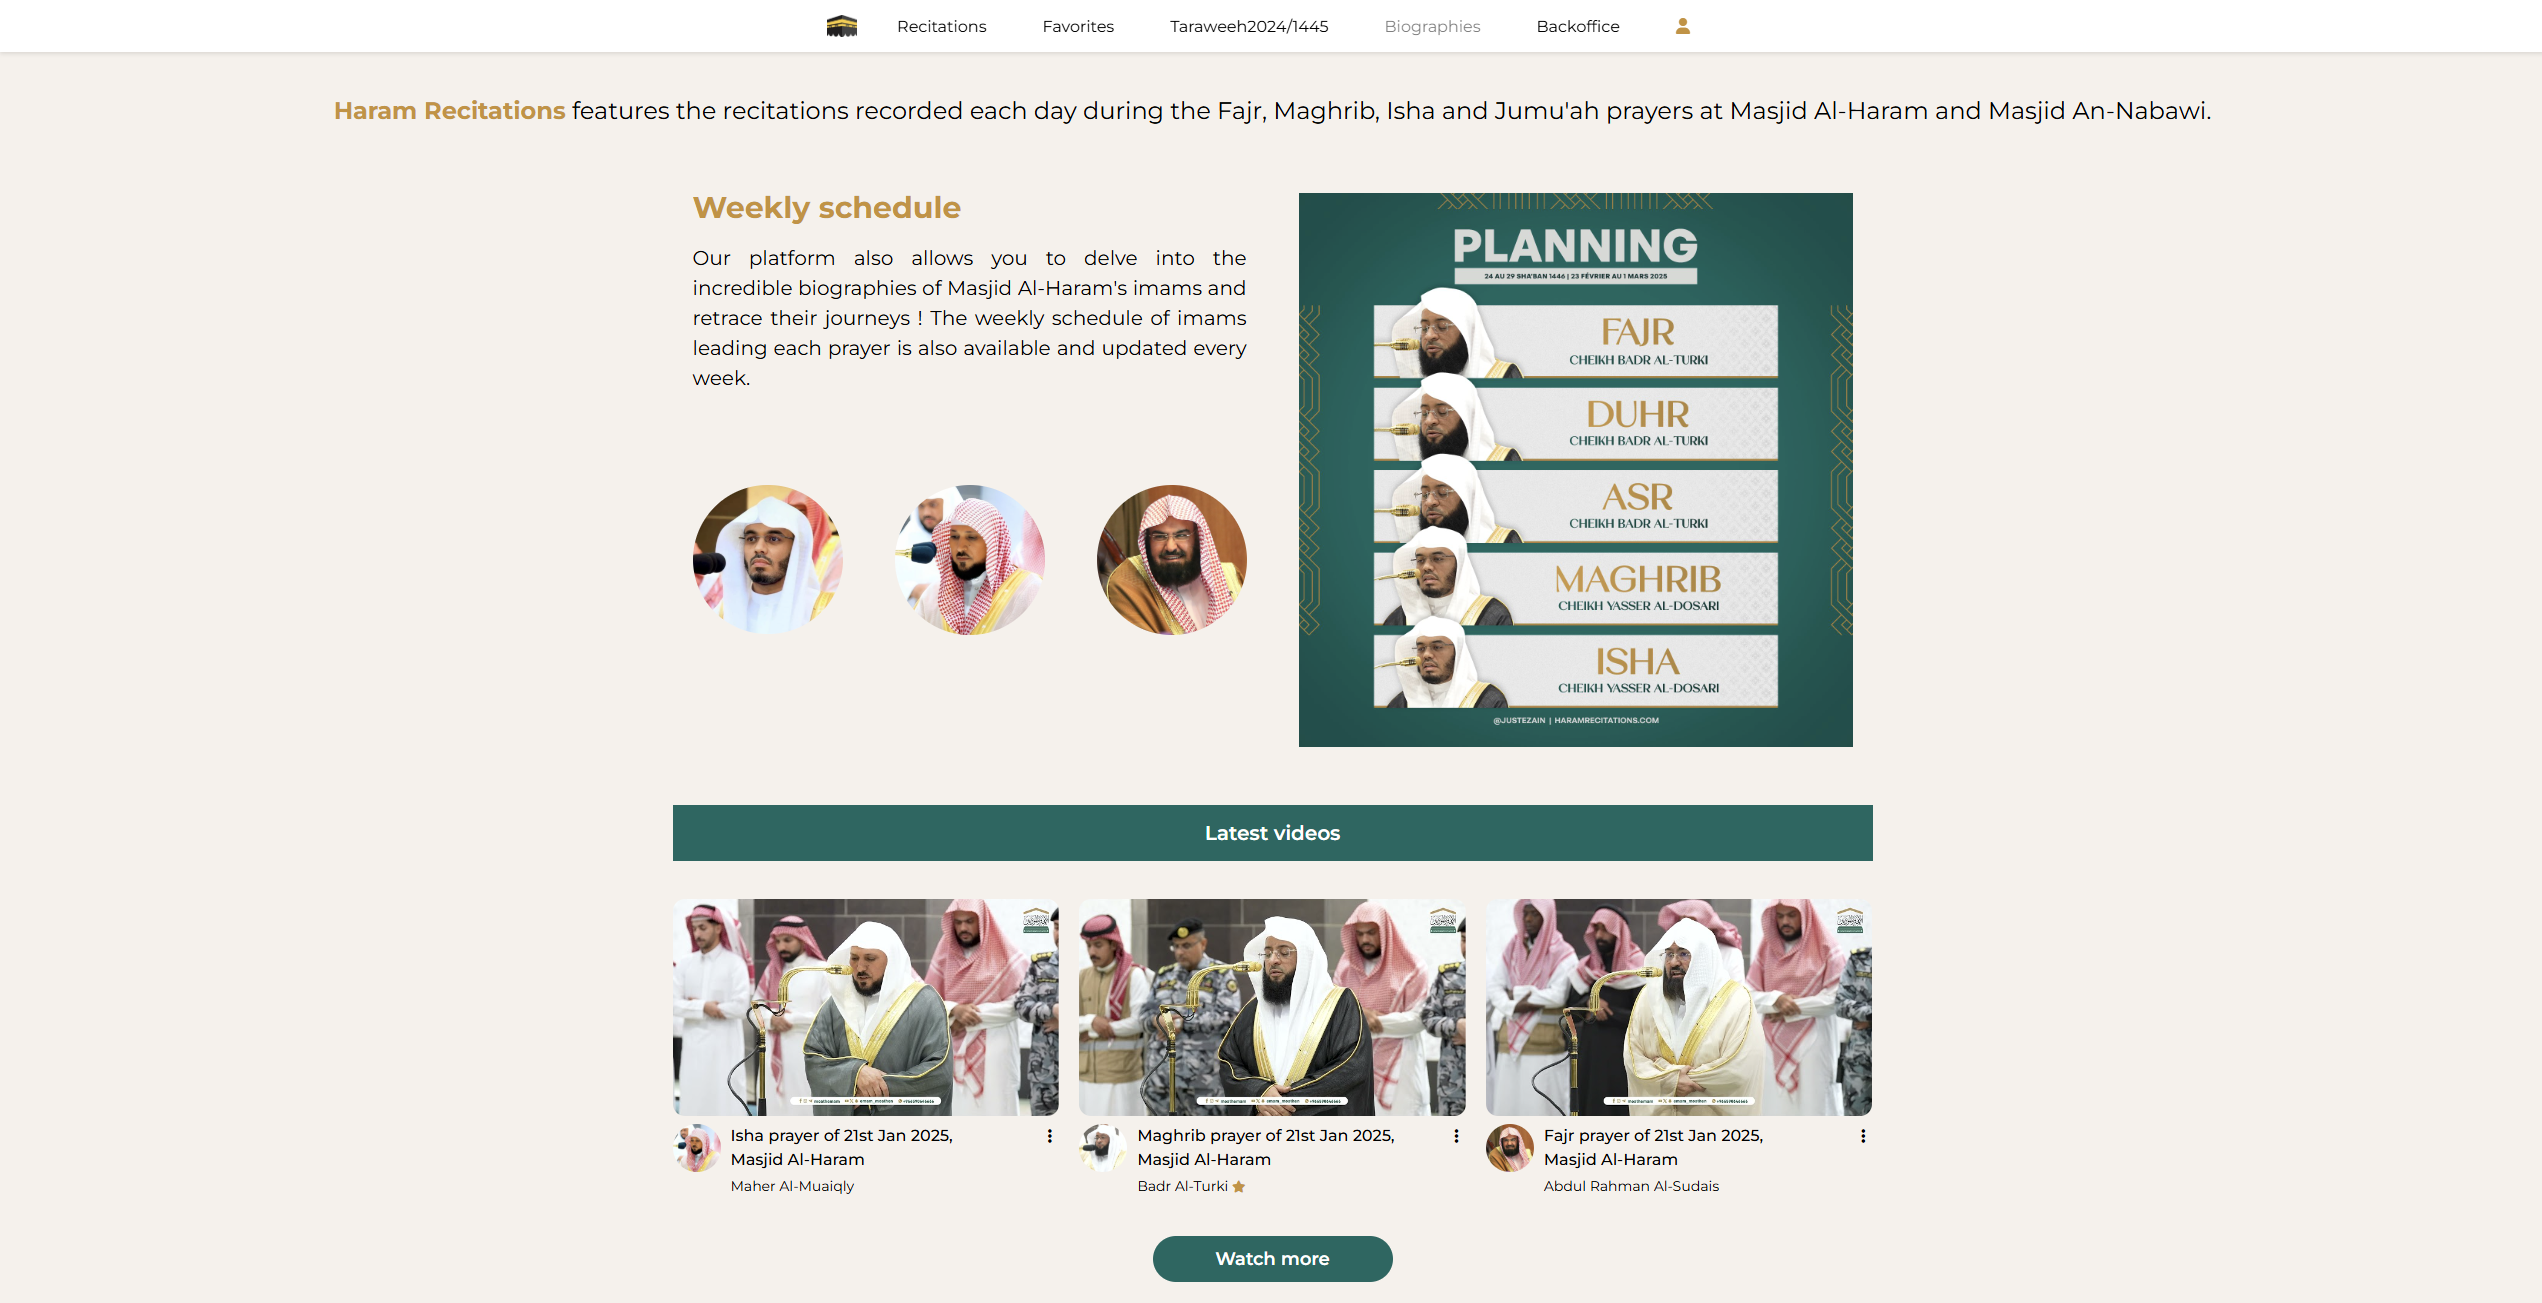 Recitations
Favorites
Taraweeh2024/1445
Biographies
Backoffice
Haram Recitations features the recitations recorded each day during the Fajr, Maghrib, Isha and Jumu'ah prayers at Masjid Al-Haram and Masjid An-Nabawi.
Weekly schedule
Our platform also allows you to delve into the
incredible biographies of Masjid Al-Haram's imams and
retrace their journeys ! The weekly schedule of imams
leading each prayer is also available and updated every
week.
PLANNING
24 AU 29 SHA'BAN 1446 | 23 FÉVRIER AU 1 MARS 2025
FAJR
CHEIKH BADR AL-TURKI
DUHR
CHEIKH BADR AL-TURKI
ASR
CHEIKH BADR AL-TURKI
MAGHRIB
CHEIKH YASSER AL-DOSARI
ISHA
CHEIKH YASSER AL-DOSARI
@JUSTEZAIN | HARAMRECITATIONS.COM
Latest videos
Isha prayer of 21st Jan 2025,
Masjid Al-Haram
Maher Al-Muaiqly
Maghrib prayer of 21st Jan 2025,
Masjid Al-Haram
Badr Al-Turki
Fajr prayer of 21st Jan 2025,
Masjid Al-Haram
Abdul Rahman Al-Sudais
Watch more